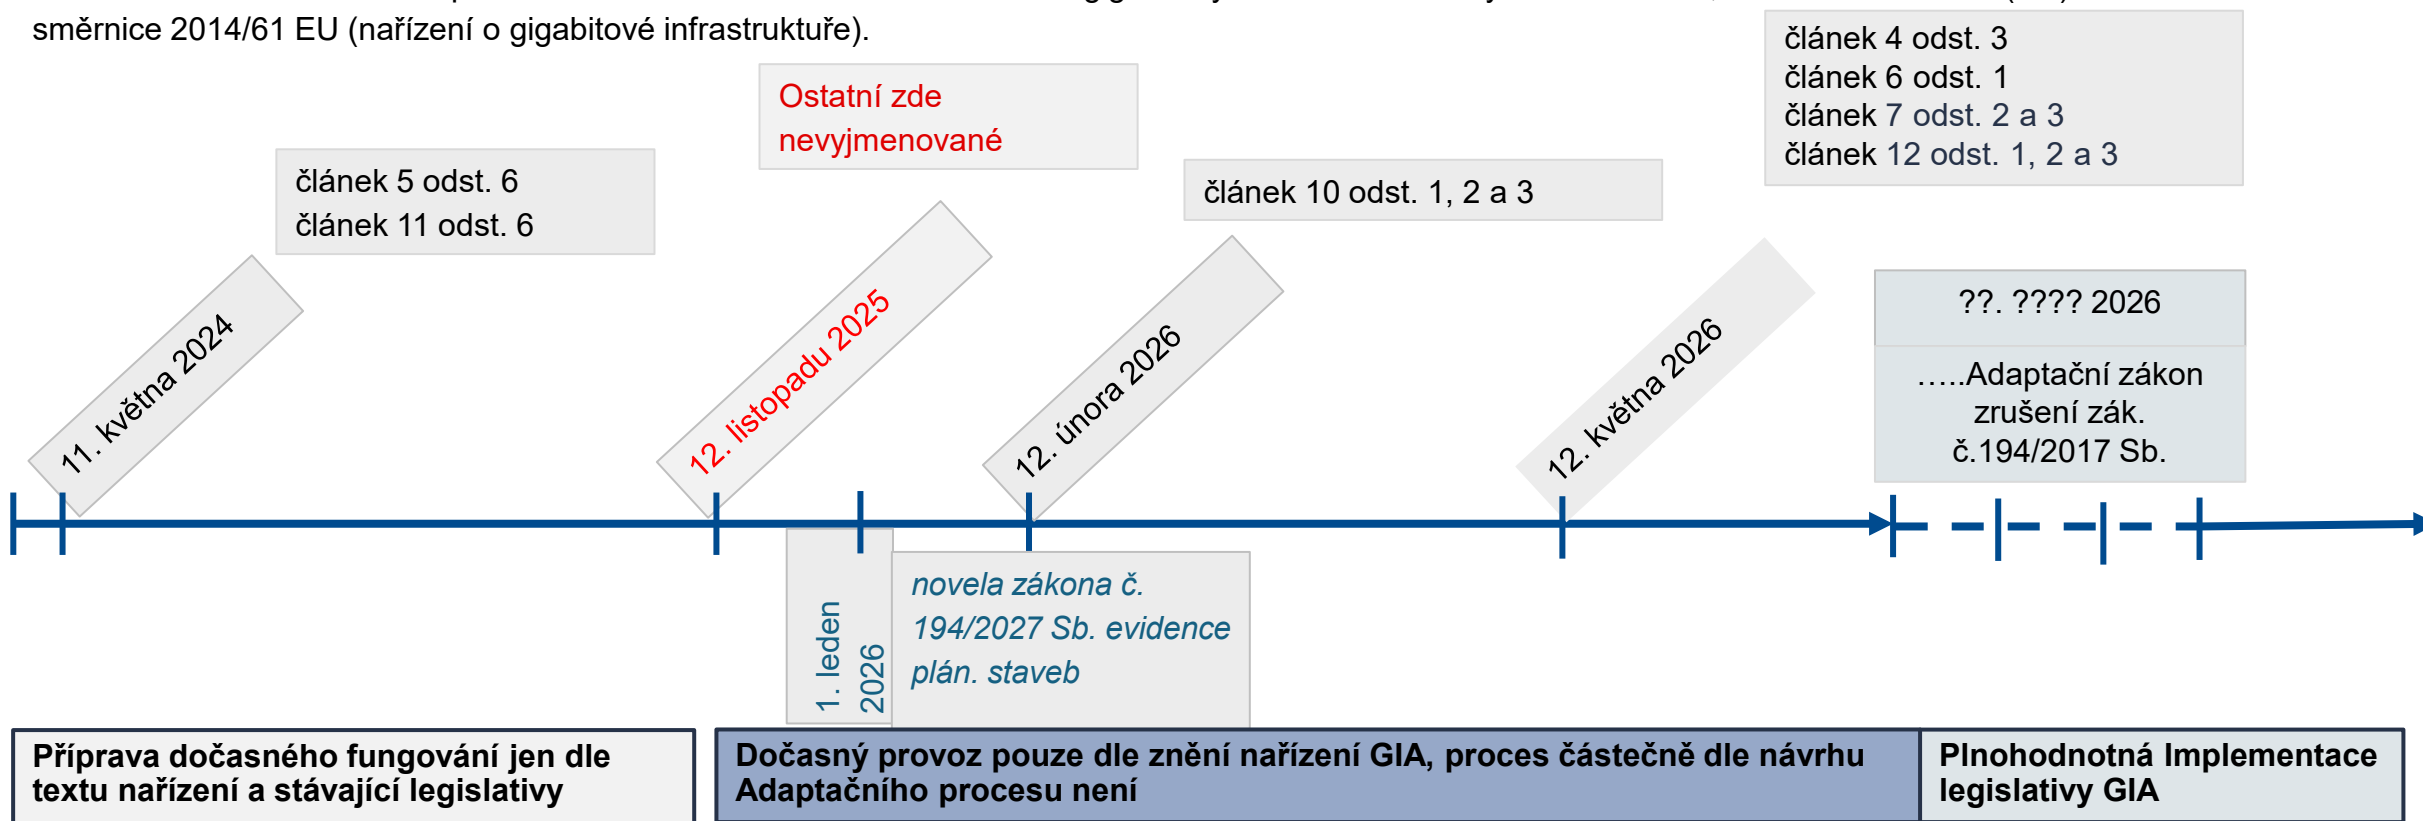 směrnice 2014/61 EU (nařízení o gigabitové infrastruktuře).
článek 4 odst. 3
článek 6 odst. 1
článek 7 odst. 2 a 3
článek 12 odst. 1, 2 a 3
Ostatní zde
nevyjmenované
článek 5 odst. 6
článek 11 odst. 6
článek 10 odst. 1, 2 a 3
11. května 2024
12. listopadu 2025
12. února 2026
12. května 2026
??. ???? 2026
…..Adaptační zákon
zrušení zák.
č.194/2017 Sb.
1. leden
2026
novela zákona č.
194/2027 Sb. evidence
plán. staveb
Příprava dočasného fungování jen dle
textu nařízení a stávající legislativy
Dočasný provoz pouze dle znění nařízení GIA, proces částečně dle návrhu
Adaptačního procesu není
Plnohodnotná Implementace
legislativy GIA